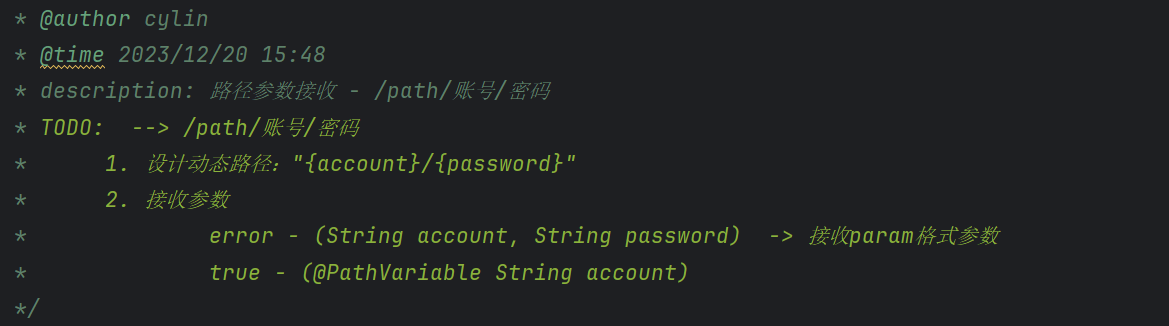 * @author cylin
* @time 2023/12/20 15:48
* description: 路径参数接收 - /path/账号/密码
* TODO:  --> /path/账号/密码
*      1. 设计动态路径："{account}/{password}"
*      2. 接收参数
*              error - (String account, String password)  -> 接收param格式参数
*              true - (@PathVariable String account)
*/